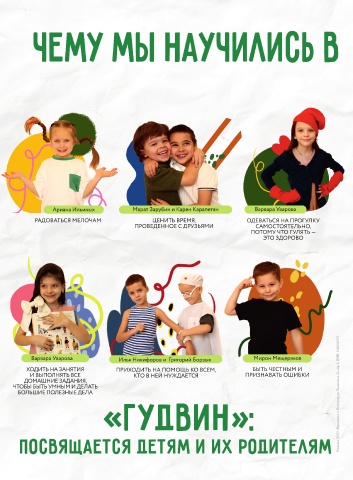 ЧЕМУ МЫ НАУЧИЛИСЬ В
Арияна Ильиных
РАДОВАТЬСЯ МЕЛОЧАМ
Марат Зарубин и Карен Карапетян
ЦЕНИТЬ ВРЕМЯ,
ПРОВЕДЕННОЕ С ДРУЗЬЯМИ
Варвара Уварова
ОДЕВАТЬСЯ НА ПРОГУЛКУ
САМОСТОЯТЕЛЬНО,
ПОТОМУ ЧТО ГУЛЯТЬ –
ЭТО ЗДОРОВО
Варвара Уварова
ХОДИТЬ НА ЗАНЯТИЯ
И ВЫПОЛНЯТЬ ВСЕ
ДОМАШНИЕ ЗАДАНИЯ,
ЧТОБЫ БЫТЬ УМНЫМ И ДЕЛАТЬ
БОЛЬШИЕ ПОЛЕЗНЫЕ ДЕЛА
Илья Никифоров и Григорий Борзых
ПРИХОДИТЬ НА ПОМОЩЬ КО ВСЕМ,
КТО В НЕЙ НУЖДАЕТСЯ
Мирон Мещеряков
БЫТЬ ЧЕСТНЫМ И
ПРИЗНАВАТЬ ОШИБКИ
«ГУДВИН»:
ПОСВЯЩАЕТСЯ ДЕТЯМ И ИХ РОДИТЕЛЯМ